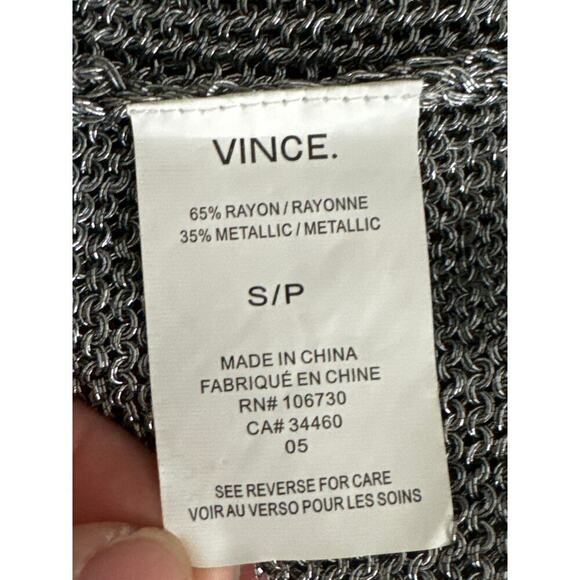 VINCE.
65% RAYON / RAYONNE
35% METALLIC / METALLIC
S/P
MADE IN CHINA
FABRIQUÉ EN CHINE
RN# 106730
CA# 34460
05
SEE REVERSE FOR CARE
VOIR AU VERSO POUR LES SOINS